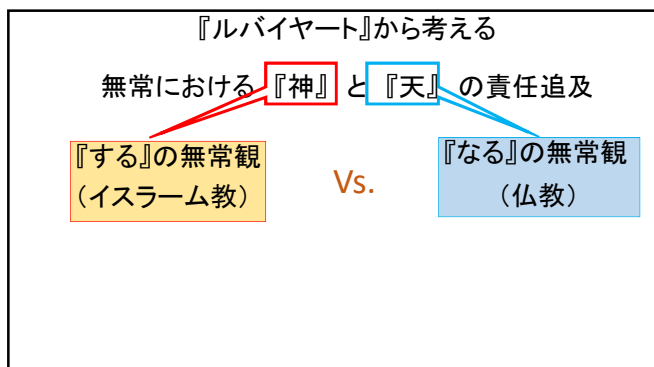 『ルバイヤート』から考える
無常における『神』と『天』の責任追及
『する』の無常観
（イスラーム教）
Vs.
『なる』の無常観
（仏教）